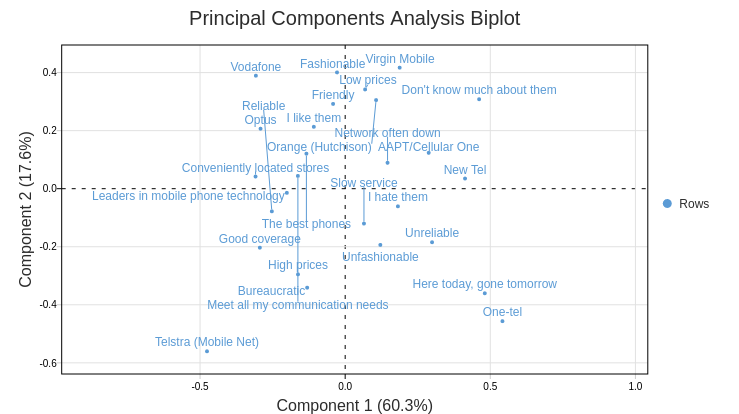 Principal Components Analysis Biplot
Component 2 (17.6%)
0.4
0.2
0.0
-0.2
-0.4
-0.6
Vodafone
Fashionable
Virgin Mobile
Low prices
Don't know much about them
Friendly
Reliable
Optus
I like them
Network often down
Orange (Hutchison)
AAPT/Cellular One
Conveniently located stores
New Tel
Slow service
Leaders in mobile phone technology
I hate them
The best phones
Good coverage
Unreliable
Unfashionable
High prices
Bureaucratic
Here today, gone tomorrow
Meet all my communication needs
One-tel
Telstra (Mobile Net)
Rows
-0.5
0.0
0.5
1.0
Component 1 (60.3%)